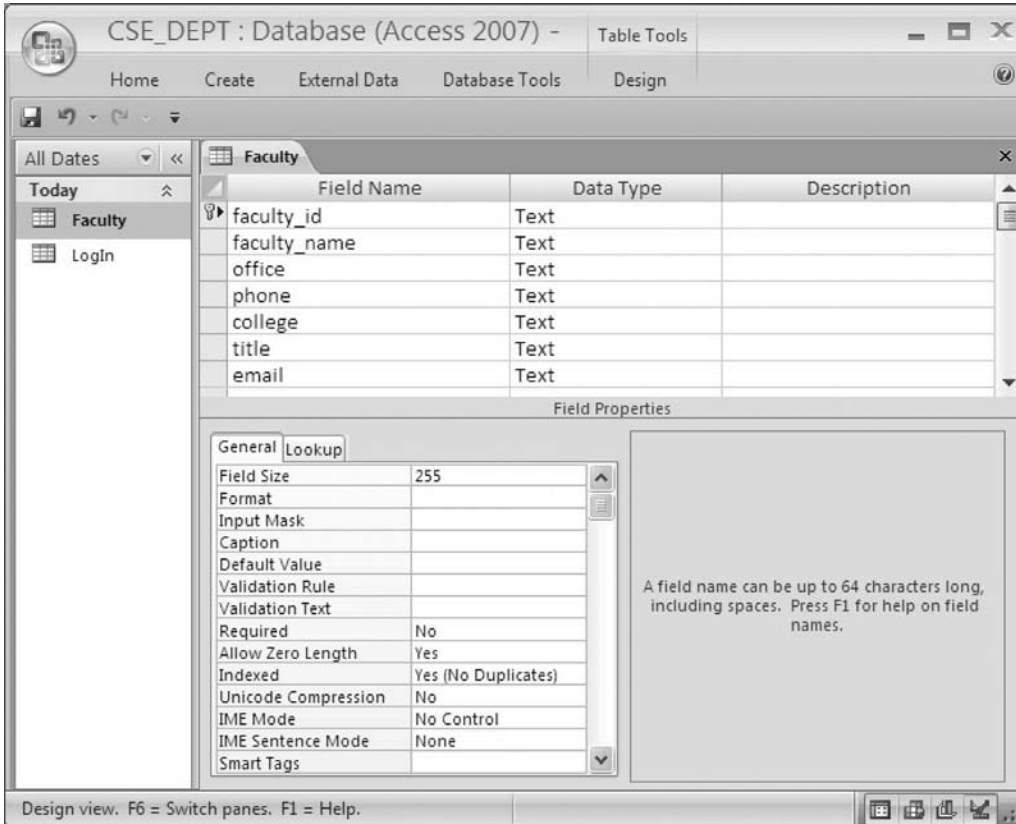 CSE_DEPT : Database (Access 2007) -
Table Tools
Home Create External Data Database Tools Design
All Dates
Today
Faculty
LogIn
Faculty
Field Name Data Type Description
faculty_id Text
faculty_name Text
office Text
phone Text
college Text
title Text
email Text
Field Properties
General Lookup
Field Size 255
Format
Input Mask
Caption
Default Value
Validation Rule
Validation Text
Required No
Allow Zero Length Yes
Indexed Yes (No Duplicates)
Unicode Compression No
IME Mode No Control
IME Sentence Mode None
Smart Tags
A field name can be up to 64 characters long,
including spaces. Press F1 for help on field
names.
Design view. F6 = Switch panes. F1 = Help.